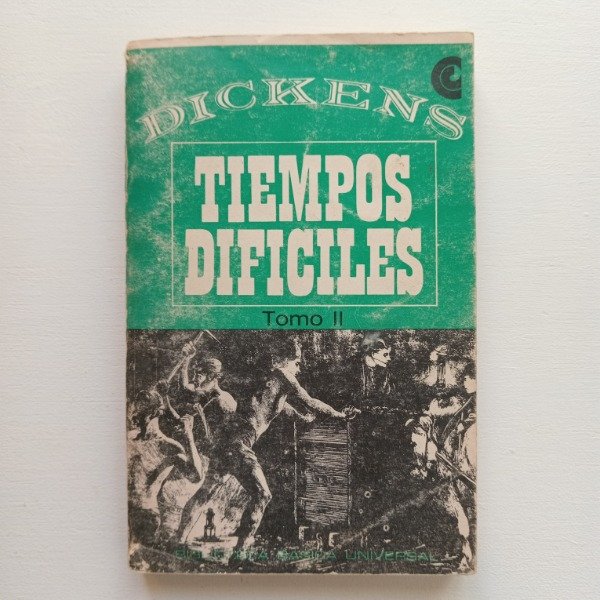 DICKENS
TIEMPOS
DIFICILES
Tomo II
BIBLIOTECA BASICA UNIVERSAL